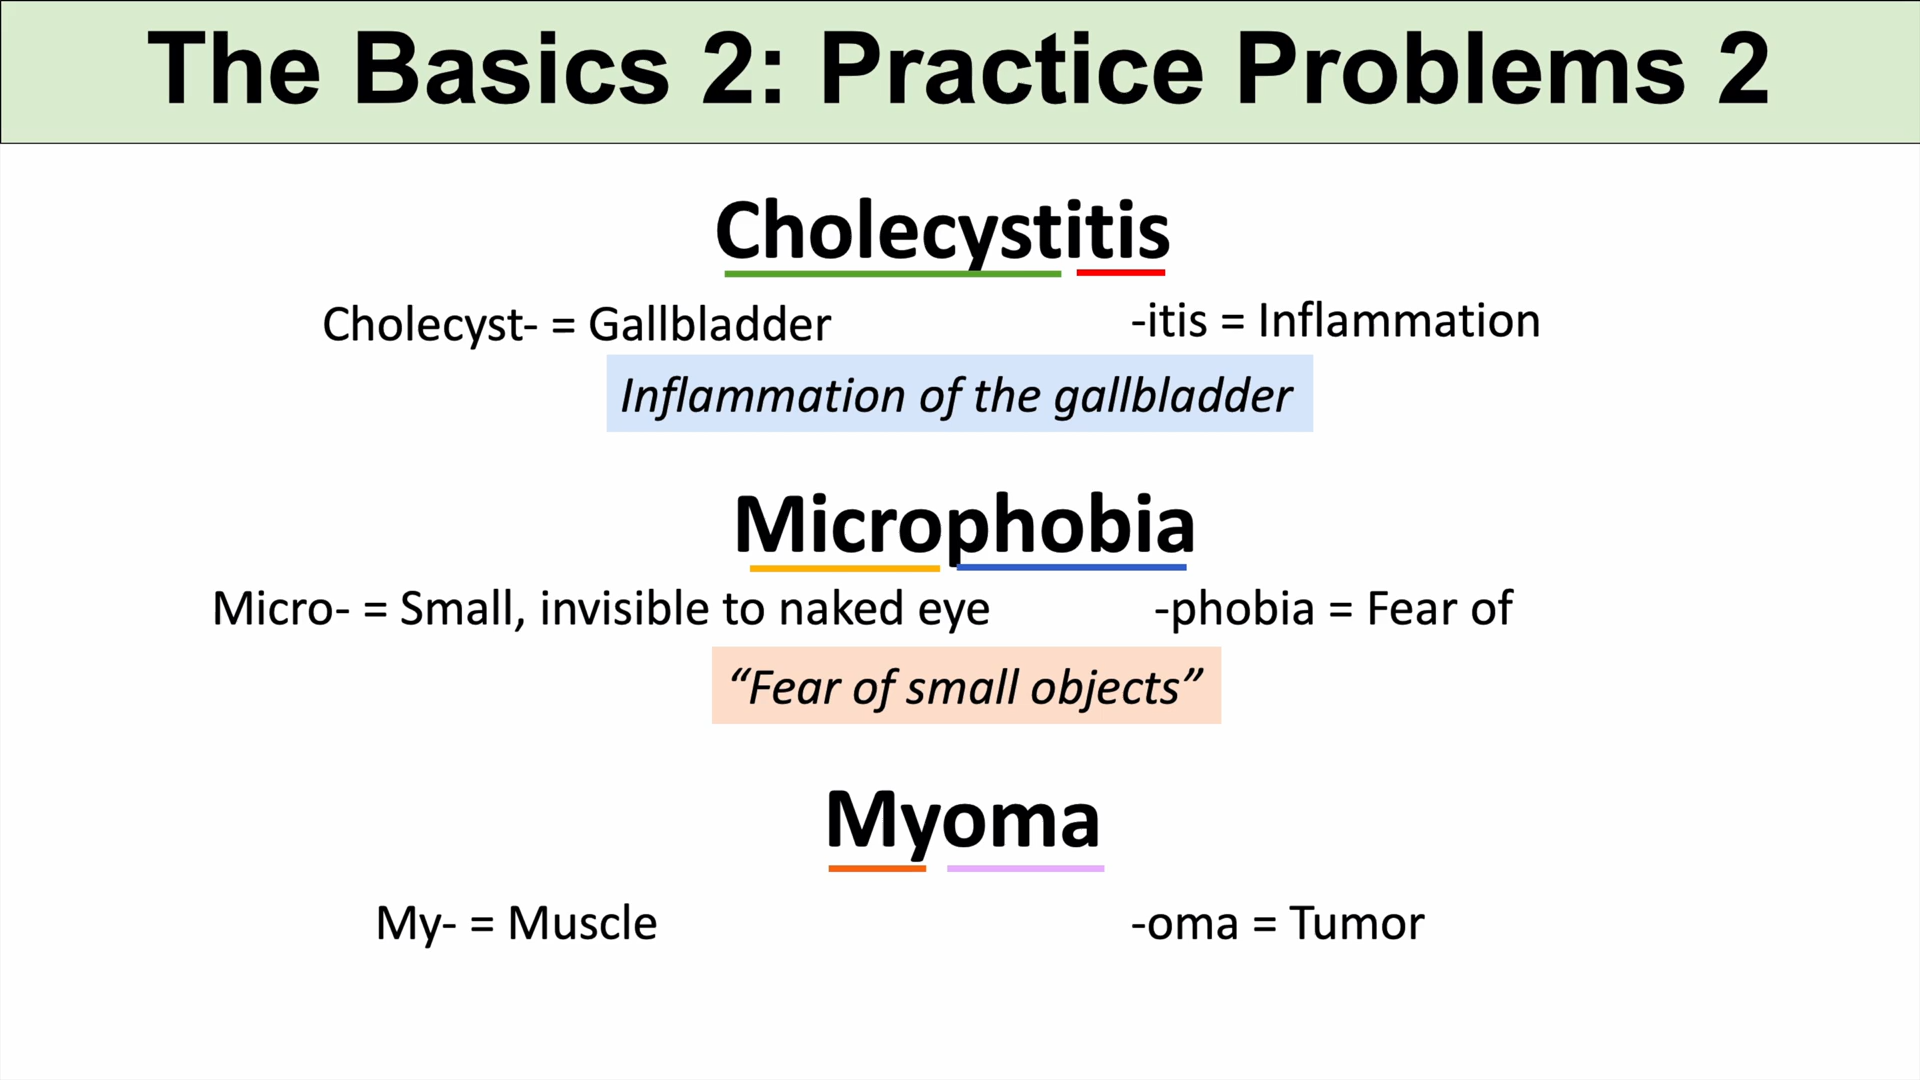 The Basics 2: Practice Problems 2
Cholecystitis
Cholecyst- = Gallbladder
-itis = Inflammation
Inflammation of the gallbladder
Microphobia
Micro- = Small, invisible to naked eye
-phobia = Fear of
“Fear of small objects”
Myoma
My- = Muscle
-oma = Tumor